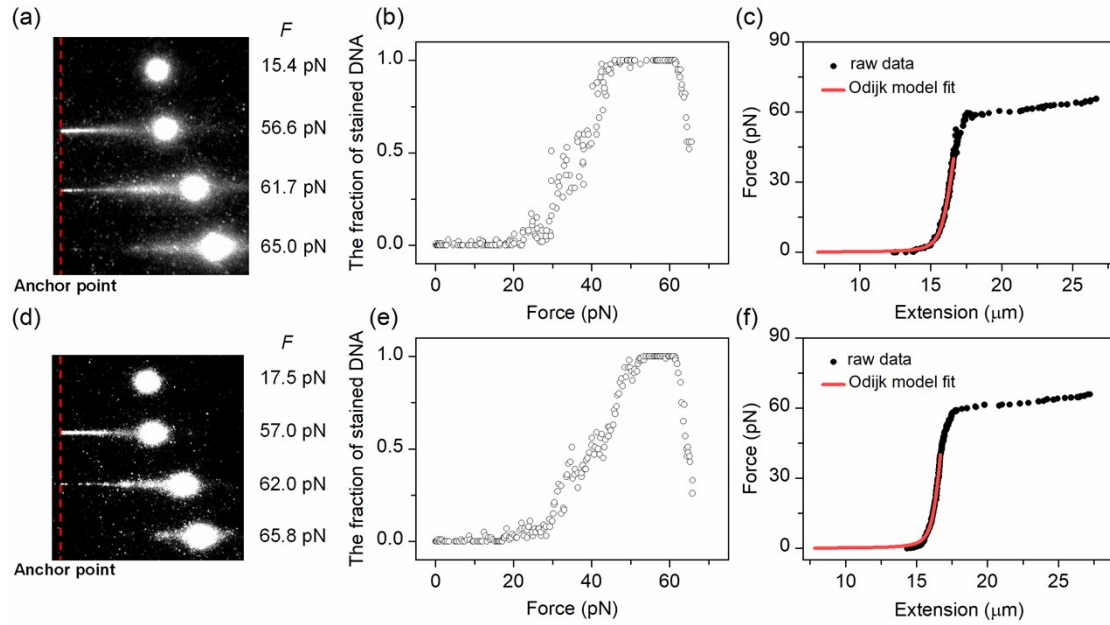 (a)
F
15.4 pN
56.6 pN
61.7 pN
65.0 pN
Anchor point
(b)
The fraction of stained DNA
1.0
0.5
0.0
0
20
40
60
Force (pN)
(c)
Force (pN)
90
60
30
0
raw data
Odijk model fit
10
15
20
25
Extension (μm)
(d)
F
17.5 pN
57.0 pN
62.0 pN
65.8 pN
Anchor point
(e)
The fraction of stained DNA
1.0
0.5
0.0
0
20
40
60
Force (pN)
(f)
Force (pN)
90
60
30
0
raw data
Odijk model fit
10
15
20
25
Extension (μm)